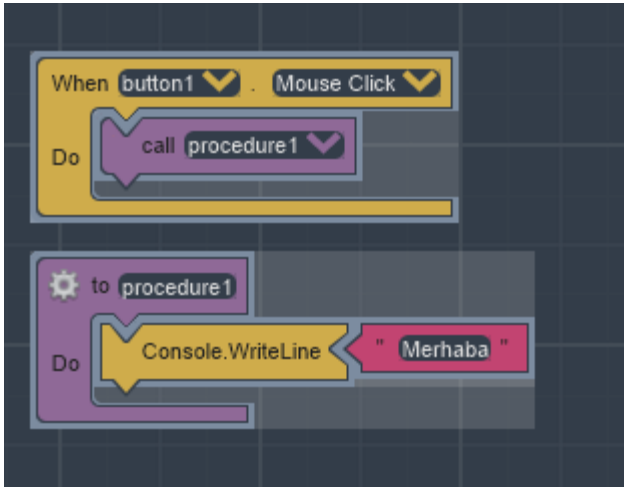 When button1 . Mouse Click
Do call procedure1
to procedure1
Do Console.WriteLine " Merhaba "